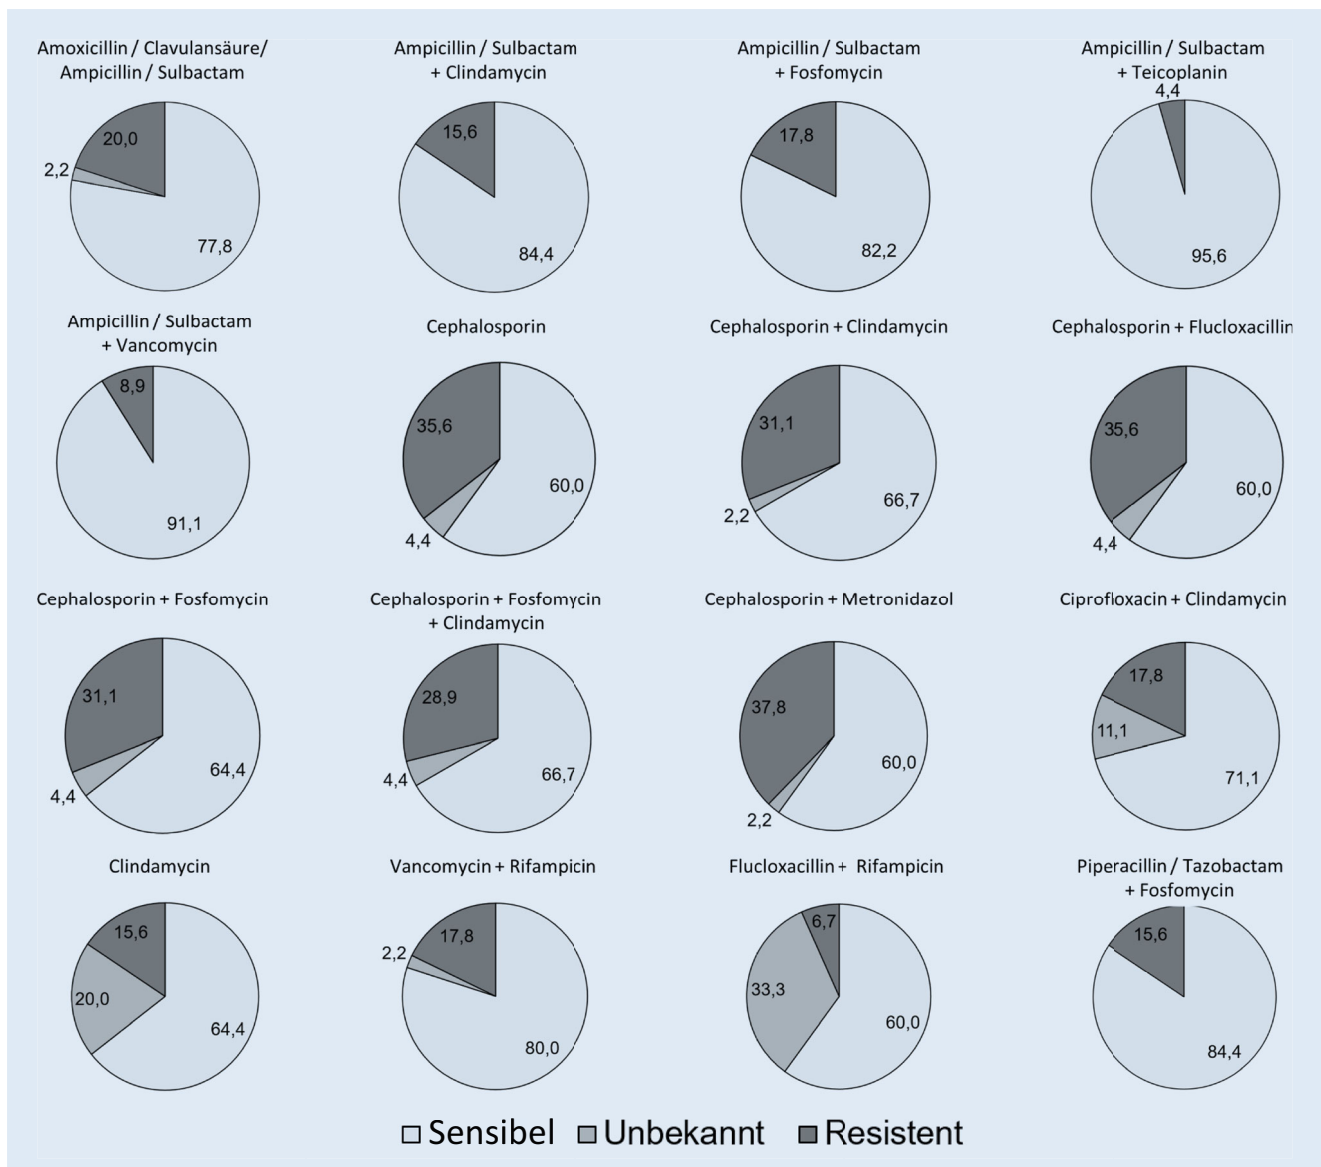 Amoxicillin / Clavulansäure/
Ampicillin / Sulbactam
20,0
2,2
77,8
Ampicillin / Sulbactam
+ Clindamycin
15,6
84,4
Ampicillin / Sulbactam
+ Fosfomycin
17,8
82,2
Ampicillin / Sulbactam
+ Teicoplanin
4,4
95,6
Ampicillin / Sulbactam
+ Vancomycin
8,9
91,1
Cephalosporin
35,6
60,0
4,4
Cephalosporin + Clindamycin
31,1
66,7
2,2
Cephalosporin + Flucloxacillin
35,6
60,0
4,4
Cephalosporin + Fosfomycin
31,1
64,4
4,4
Cephalosporin + Fosfomycin
+ Clindamycin
28,9
66,7
4,4
Cephalosporin + Metronidazol
37,8
60,0
2,2
Ciprofloxacin + Clindamycin
17,8
11,1
71,1
Clindamycin
15,6
20,0
64,4
Vancomycin + Rifampicin
17,8
2,2
80,0
Flucloxacillin + Rifampicin
6,7
33,3
60,0
Piperacillin / Tazobactam
+ Fosfomycin
15,6
84,4
Sensibel Unbekannt Resistent